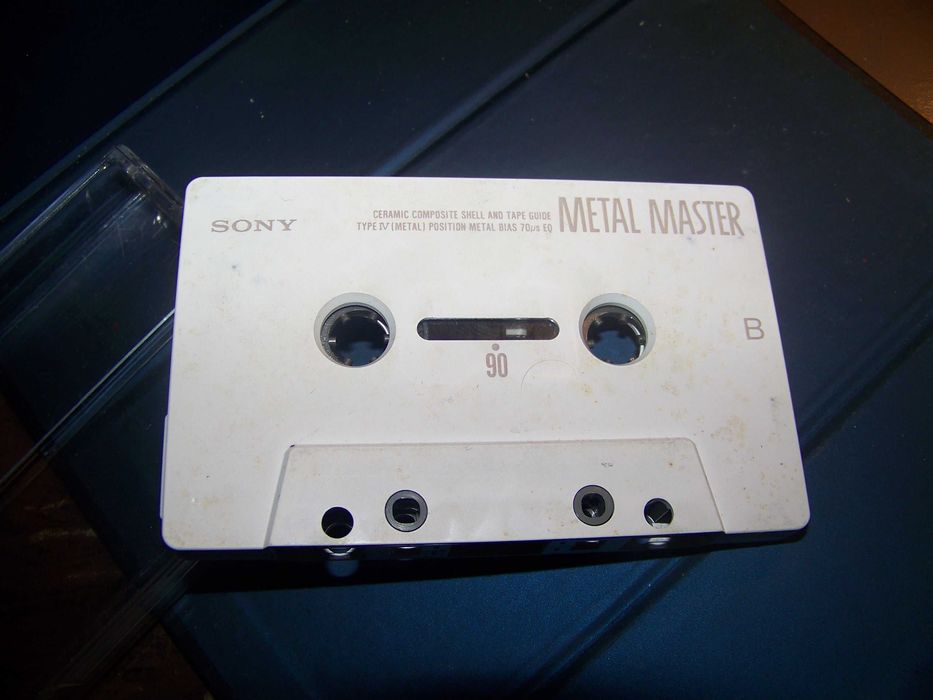 SONY
CERAMIC COMPOSITE SHELL AND TAPE GUIDE
TYPE IV (METAL) POSITION METAL BIAS 70µs EQ
METAL MASTER
B
90